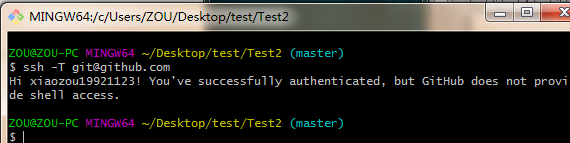 MINGW64:/c/Users/ZOU/Desktop/test/Test2
ZOU@ZOU-PC MINGW64 ~/Desktop/test/Test2 (master)
$ ssh -T git@github.com
Hi xiaozou19921123! You've successfully authenticated, but GitHub does not provi
de shell access.
ZOU@ZOU-PC MINGW64 ~/Desktop/test/Test2 (master)
$